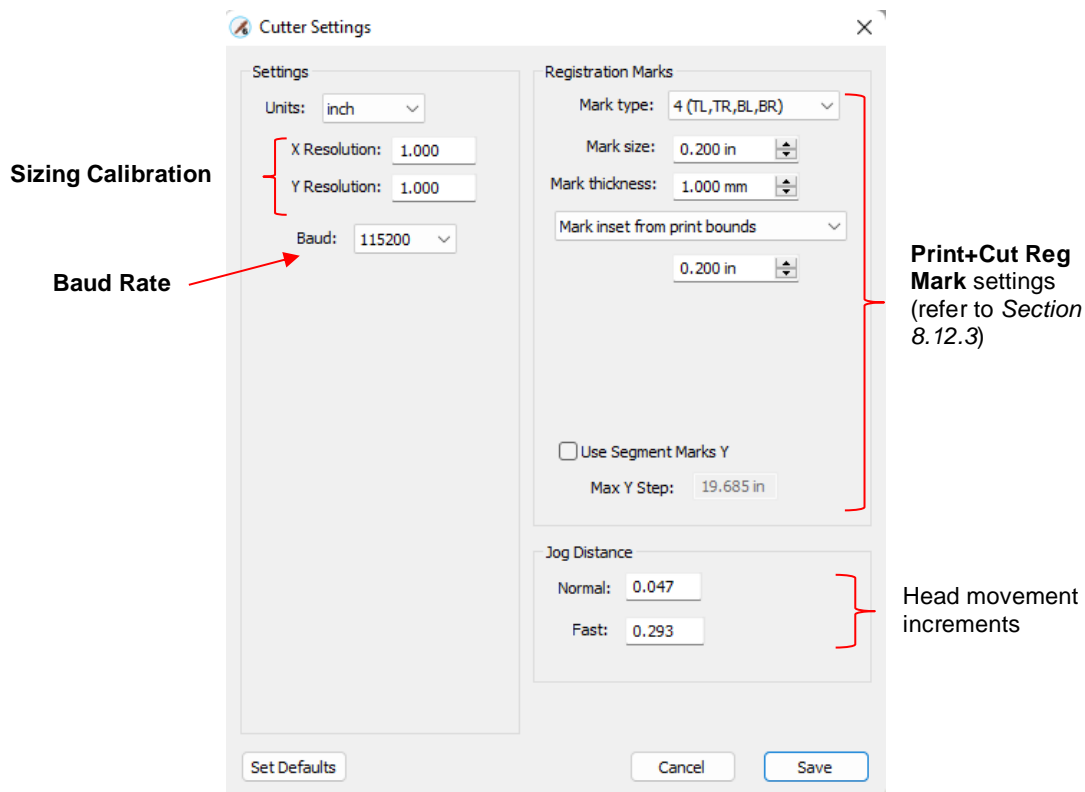 Cutter Settings
Settings
Units: inch
X Resolution: 1.000
Y Resolution: 1.000
Baud: 115200
Sizing Calibration
Baud Rate
Registration Marks
Mark type: 4 (TL,TR,BL,BR)
Mark size: 0.200 in
Mark thickness: 1.000 mm
Mark inset from print bounds
0.200 in
Use Segment Marks Y
Max Y Step: 19.685 in
Print+Cut Reg
Mark settings
(refer to Section
8.12.3)
Jog Distance
Normal: 0.047
Fast: 0.293
Head movement
increments
Set Defaults
Cancel
Save